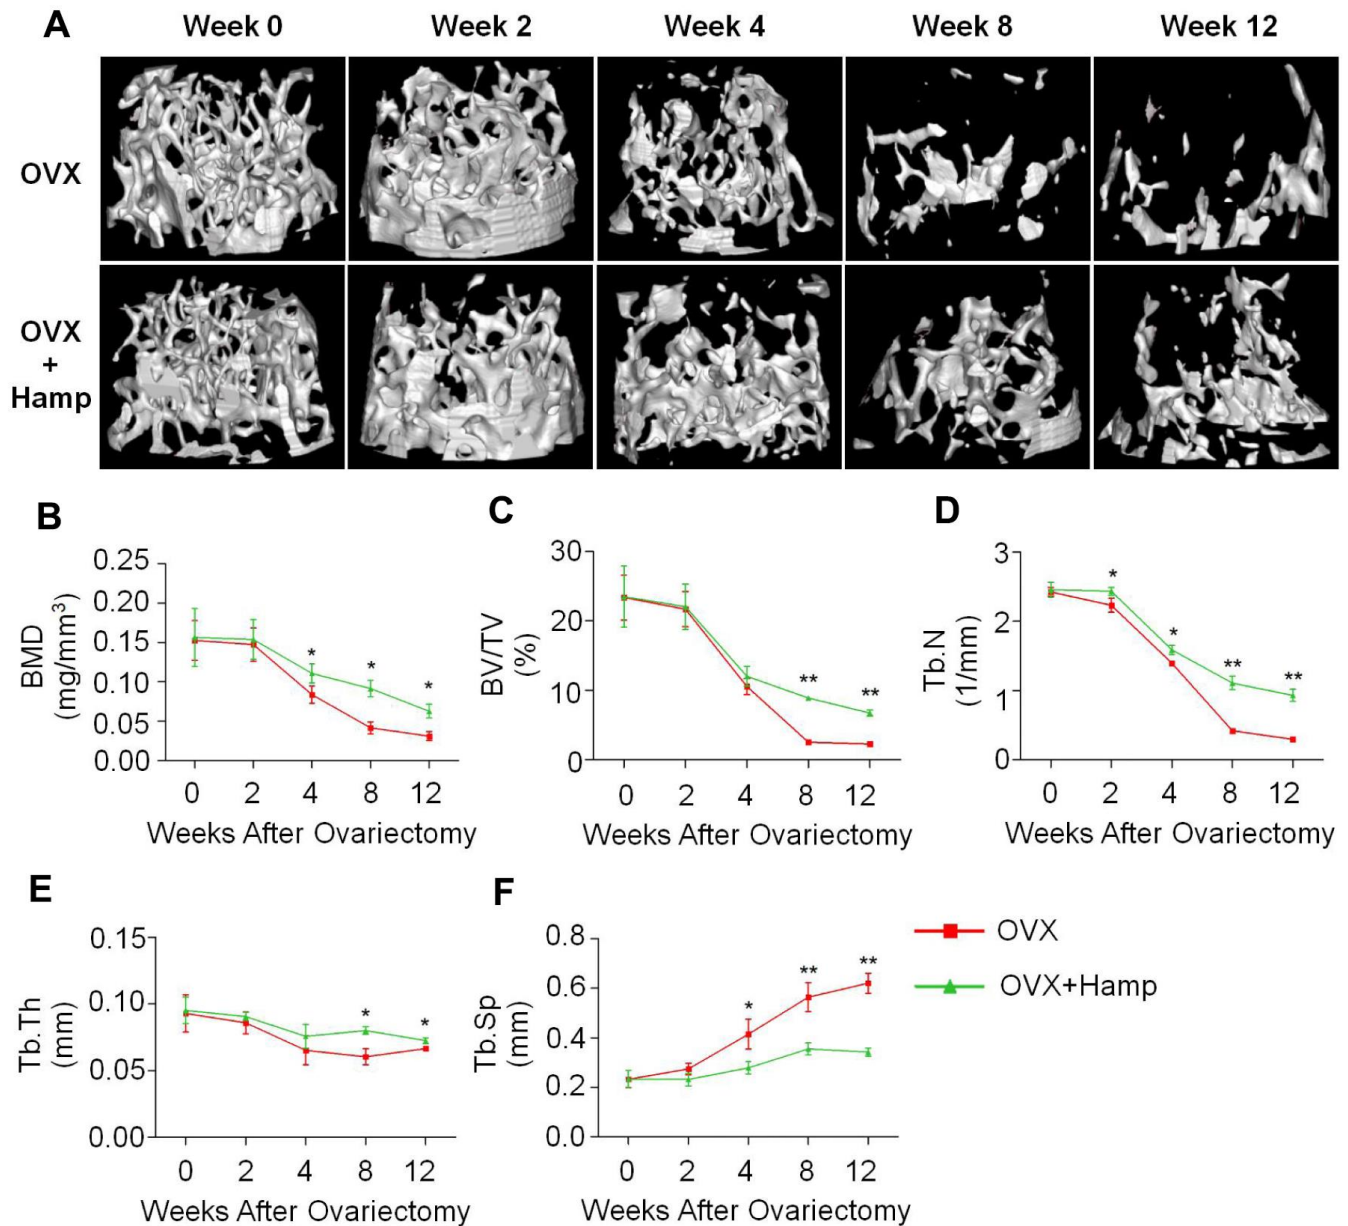 A
Week 0 Week 2 Week 4 Week 8 Week 12
OVX
OVX
+
Hamp
B
BMD
(mg/mm³)
0.25
0.20
0.15
0.10
0.05
0.00
* * *
0 2 4 8 12
Weeks After Ovariectomy
C
BV/TV
(%)
30
20
10
0
** **
0 2 4 8 12
Weeks After Ovariectomy
D
Tb.N
(1/mm)
3
2
1
0
* * ** **
0 2 4 8 12
Weeks After Ovariectomy
E
Tb.Th
(mm)
0.15
0.10
0.05
0.00
* *
0 2 4 8 12
Weeks After Ovariectomy
F
Tb.Sp
(mm)
0.8
0.6
0.4
0.2
0.0
* ** **
0 2 4 8 12
Weeks After Ovariectomy
OVX
OVX+Hamp